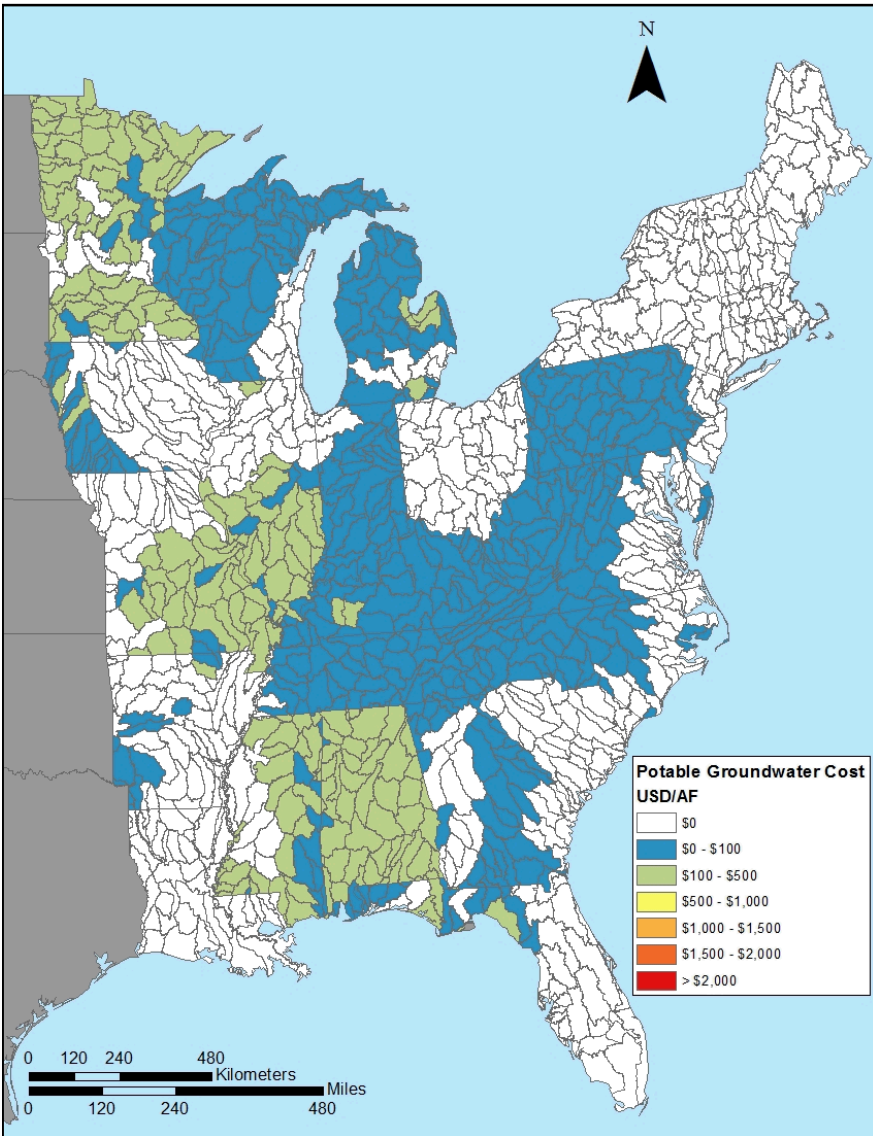 N
Potable Groundwater Cost
USD/AF
$0
$0 - $100
$100 - $500
$500 - $1,000
$1,000 - $1,500
$1,500 - $2,000
> $2,000
0 120 240 480
Kilometers
Miles
0 120 240 480